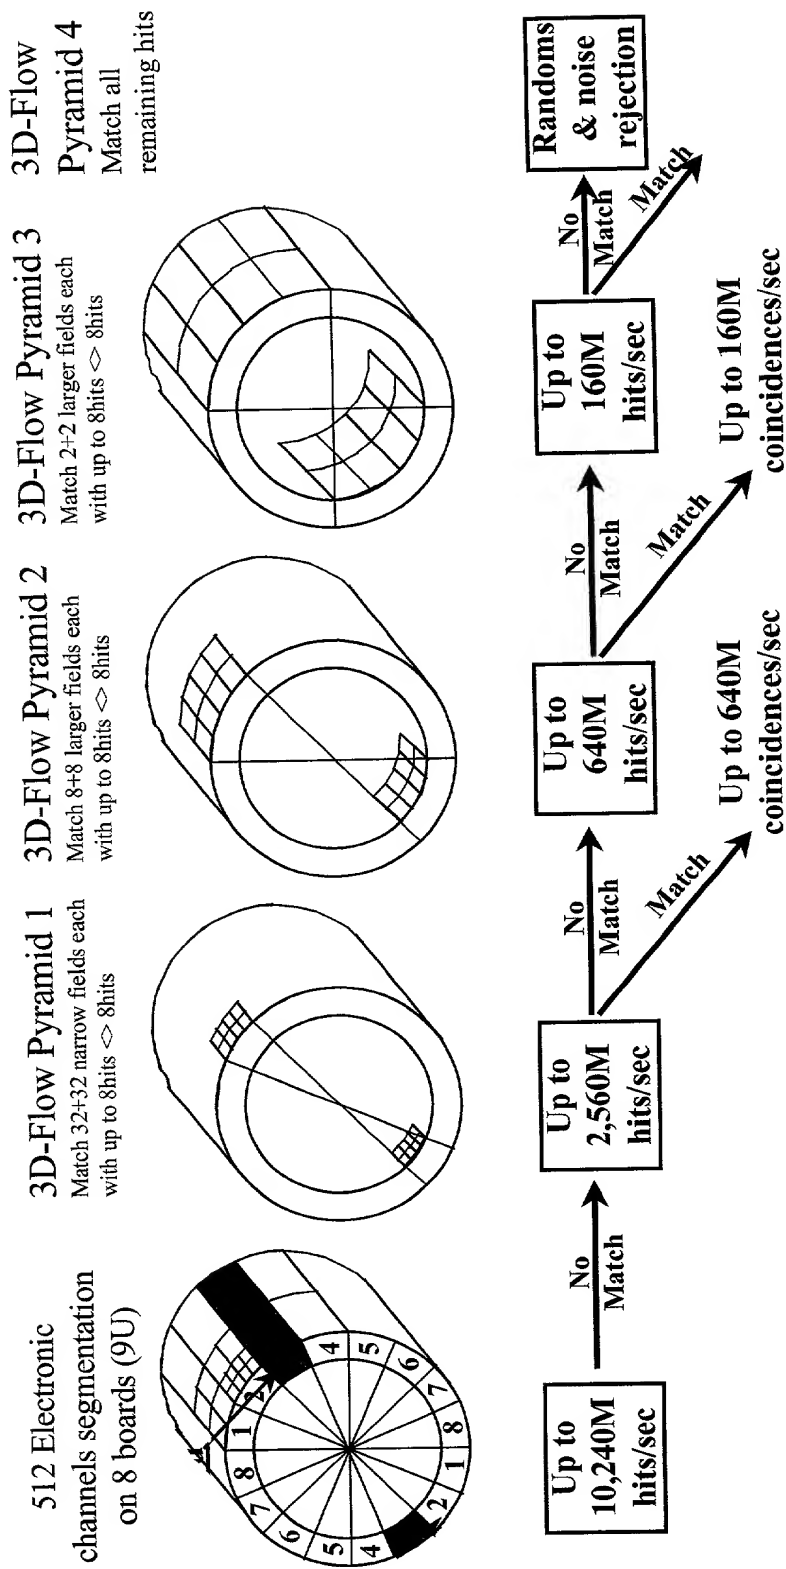 512 Electronic
channels segmentation
on 8 boards (9U)
3D-Flow Pyramid 1
Match 32+32 narrow fields each
with up to 8hits <> 8hits
3D-Flow Pyramid 2
Match 8+8 larger fields each
with up to 8hits <> 8hits
3D-Flow Pyramid 3
Match 2+2 larger fields each
with up to 8hits <> 8hits
3D-Flow
Pyramid 4
Match all
remaining hits
1
2
4
5
6
7
8
1
2
4
5
6
7
8
Up to
10,240M
hits/sec
No
Match
Up to
2,560M
hits/sec
No
Match
Match
Up to
640M
hits/sec
No
Match
Match
Up to
160M
hits/sec
No
Match
Match
Randoms
& noise
rejection
Up to 640M
coincidences/sec
Up to 160M
coincidences/sec